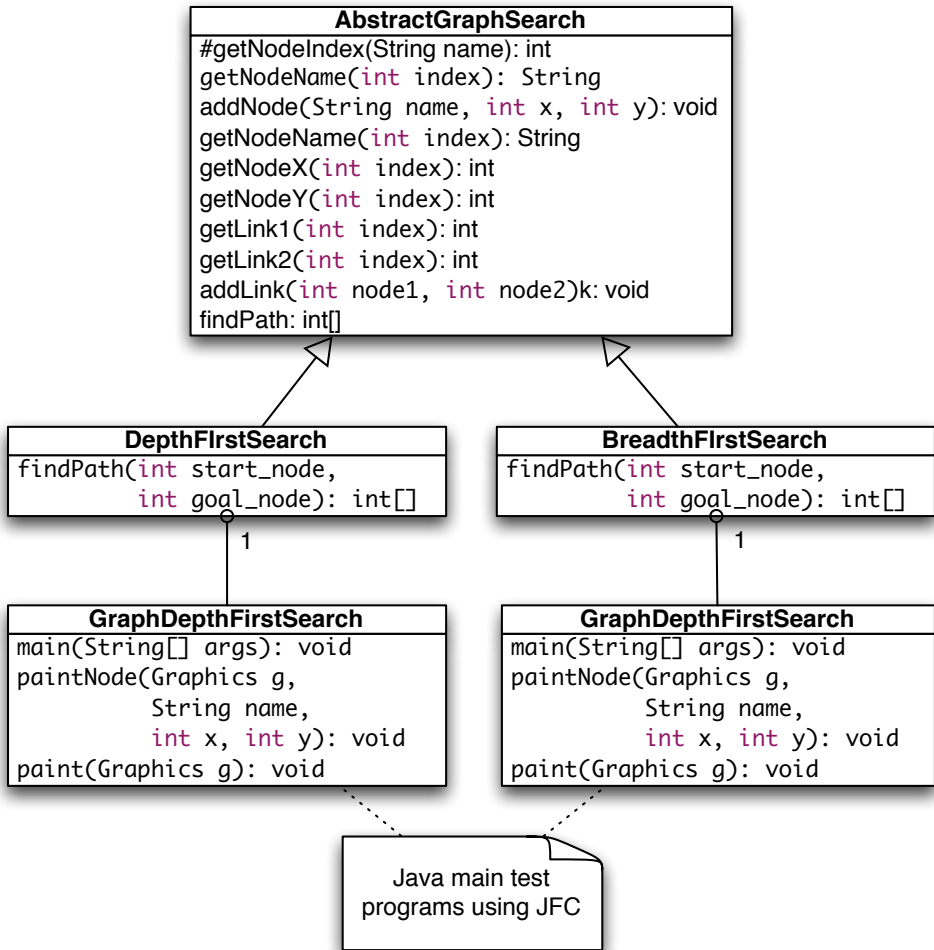 AbstractGraphSearch
#getNodeIndex(String name): int
getNodeName(int index): String
addNode(String name, int x, int y): void
getNodeName(int index): String
getNodeX(int index): int
getNodeY(int index): int
getLink1(int index): int
getLink2(int index): int
addLink(int node1, int node2)k: void
findPath: int[]
DepthFIrstSearch
findPath(int start_node,
int goal_node): int[]
1
BreadthFIrstSearch
findPath(int start_node,
int goal_node): int[]
1
GraphDepthFirstSearch
main(String[] args): void
paintNode(Graphics g,
String name,
int x, int y): void
paint(Graphics g): void
GraphDepthFirstSearch
main(String[] args): void
paintNode(Graphics g,
String name,
int x, int y): void
paint(Graphics g): void
Java main test
programs using JFC